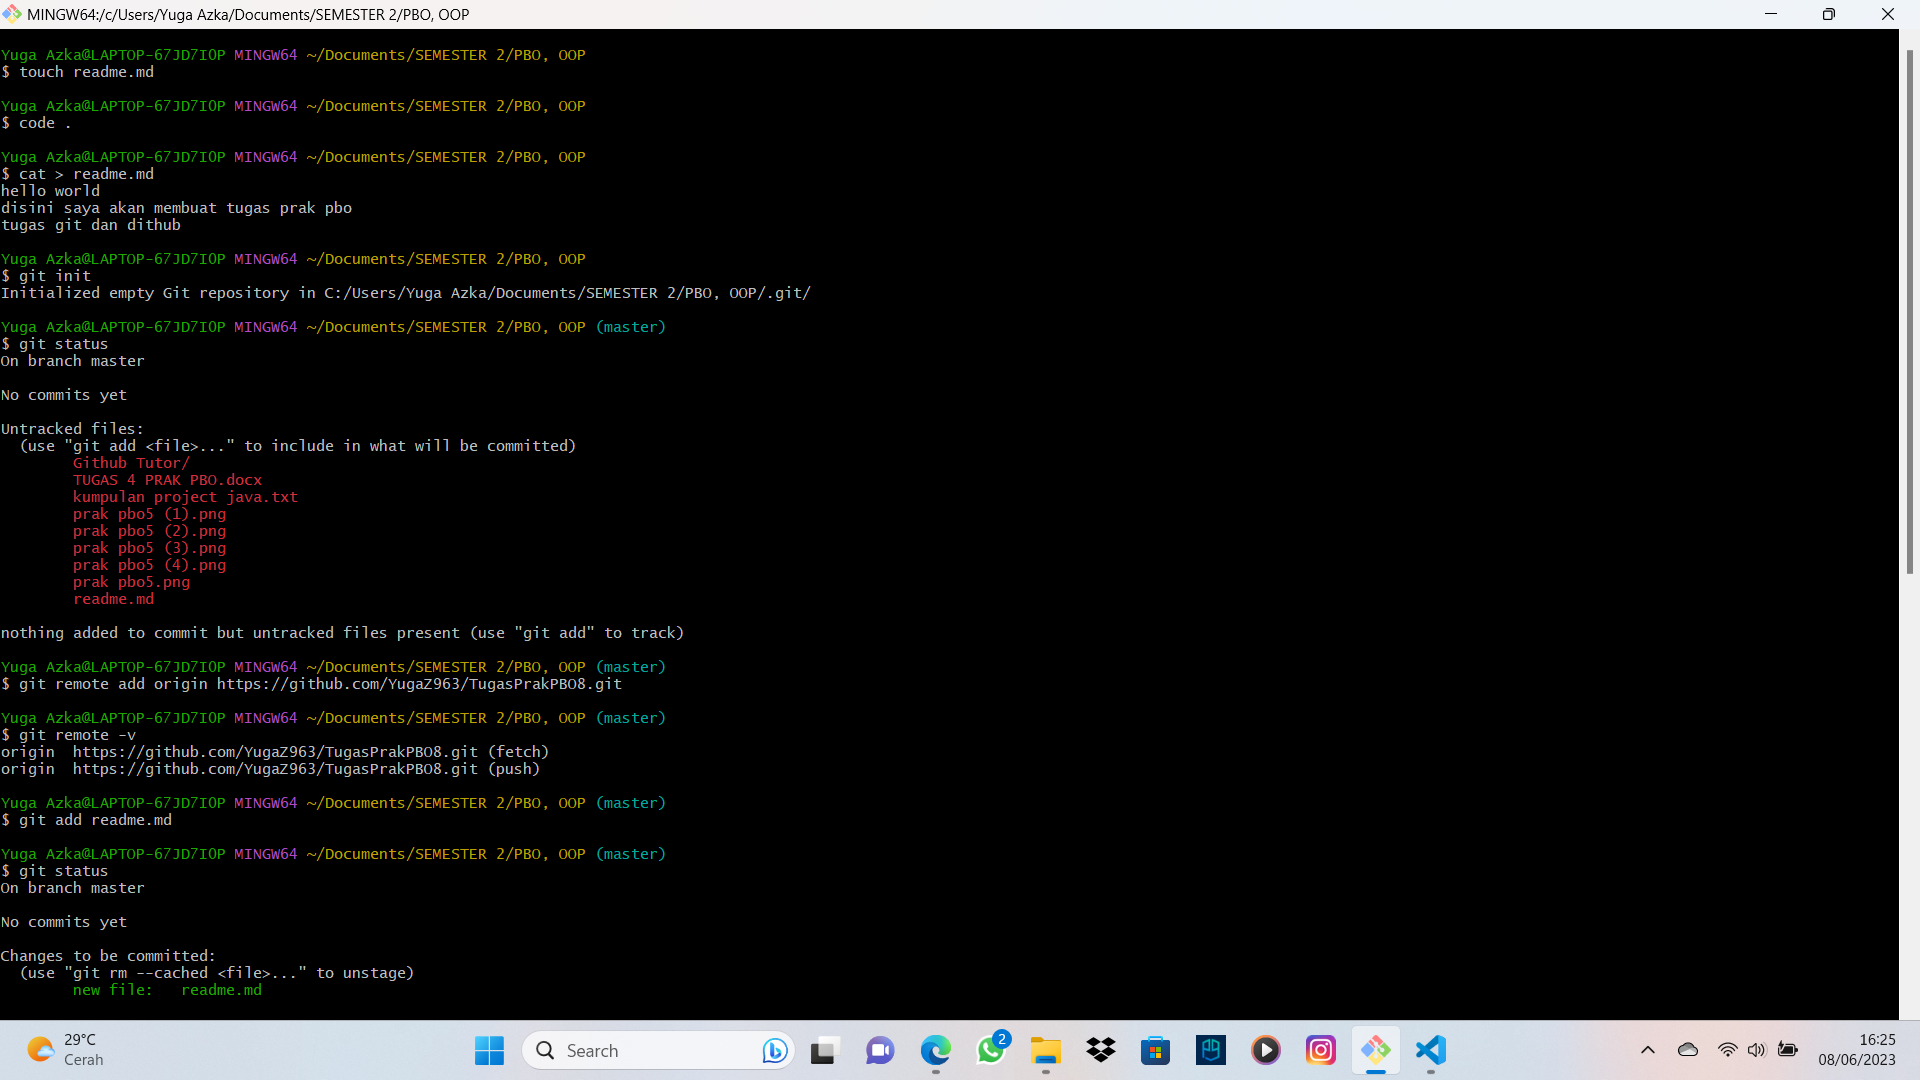 MINGW64:/c/Users/Yuga Azka/Documents/SEMESTER 2/PBO, OOP
Yuga Azka@LAPTOP-67JD7I0P MINGW64 ~/Documents/SEMESTER 2/PBO, OOP
$ touch readme.md
Yuga Azka@LAPTOP-67JD7I0P MINGW64 ~/Documents/SEMESTER 2/PBO, OOP
$ code .
Yuga Azka@LAPTOP-67JD7I0P MINGW64 ~/Documents/SEMESTER 2/PBO, OOP
$ cat > readme.md
hello world
disini saya akan membuat tugas prak pbo
tugas git dan dithub
Yuga Azka@LAPTOP-67JD7I0P MINGW64 ~/Documents/SEMESTER 2/PBO, OOP
$ git init
Initialized empty Git repository in C:/Users/Yuga Azka/Documents/SEMESTER 2/PBO, OOP/.git/
Yuga Azka@LAPTOP-67JD7I0P MINGW64 ~/Documents/SEMESTER 2/PBO, OOP (master)
$ git status
On branch master
No commits yet
Untracked files:
  (use "git add <file>..." to include in what will be committed)
        Github Tutor/
        TUGAS 4 PRAK PBO.docx
        kumpulan project java.txt
        prak pbo5 (1).png
        prak pbo5 (2).png
        prak pbo5 (3).png
        prak pbo5 (4).png
        prak pbo5.png
        readme.md
nothing added to commit but untracked files present (use "git add" to track)
Yuga Azka@LAPTOP-67JD7I0P MINGW64 ~/Documents/SEMESTER 2/PBO, OOP (master)
$ git remote add origin https://github.com/YugaZ963/TugasPrakPBO8.git
Yuga Azka@LAPTOP-67JD7I0P MINGW64 ~/Documents/SEMESTER 2/PBO, OOP (master)
$ git remote -v
origin  https://github.com/YugaZ963/TugasPrakPBO8.git (fetch)
origin  https://github.com/YugaZ963/TugasPrakPBO8.git (push)
Yuga Azka@LAPTOP-67JD7I0P MINGW64 ~/Documents/SEMESTER 2/PBO, OOP (master)
$ git add readme.md
Yuga Azka@LAPTOP-67JD7I0P MINGW64 ~/Documents/SEMESTER 2/PBO, OOP (master)
$ git status
On branch master
No commits yet
Changes to be committed:
  (use "git rm --cached <file>..." to unstage)
        new file:   readme.md
29°C
Cerah
Search
2
16:25
08/06/2023